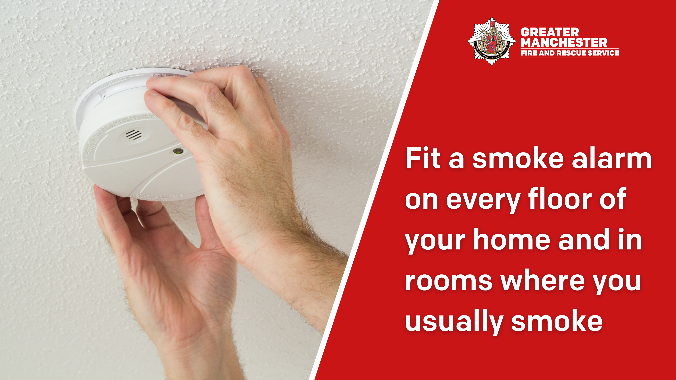 GREATER
MANCHESTER
FIRE AND RESCUE SERVICE
Fit a smoke alarm
on every floor of
your home and in
rooms where you
usually smoke